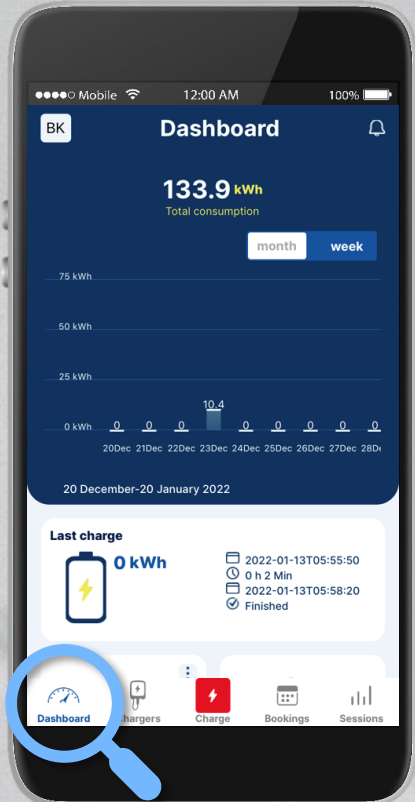 Mobile 12:00 AM 100%
BK Dashboard
133.9 kWh
Total consumption
month week
75 kWh
50 kWh
25 kWh
10.4
0 kWh 0 0 0 0 0 0 0 0
20Dec 21Dec 22Dec 23Dec 24Dec 25Dec 26Dec 27Dec 28De
20 December-20 January 2022
Last charge
0 kWh
2022-01-13T05:55:50
0 h 2 Min
2022-01-13T05:58:20
Finished
Dashboard hargers Charge Bookings Sessions